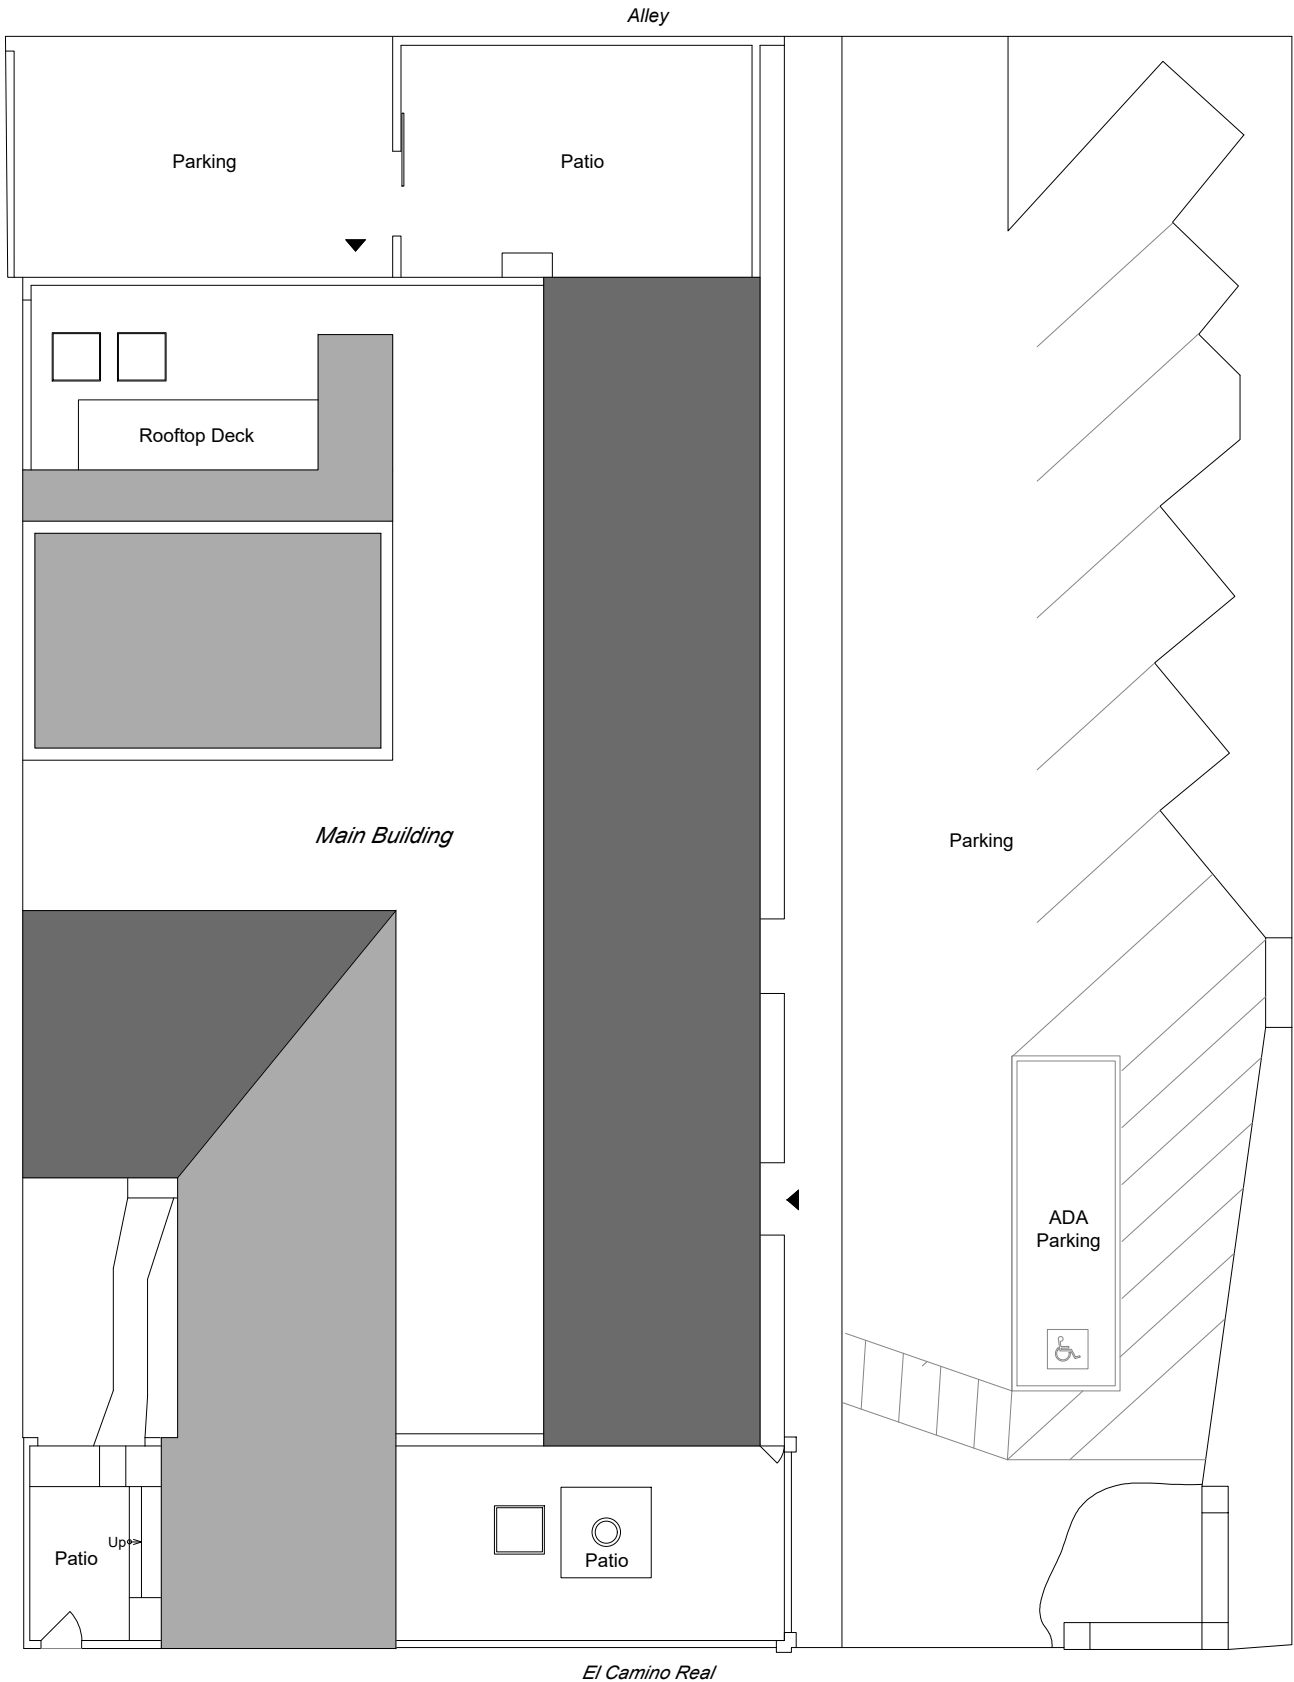 Alley
Parking
Patio
Rooftop Deck
Main Building
Parking
ADA
Parking
Up
Patio
Patio
El Camino Real